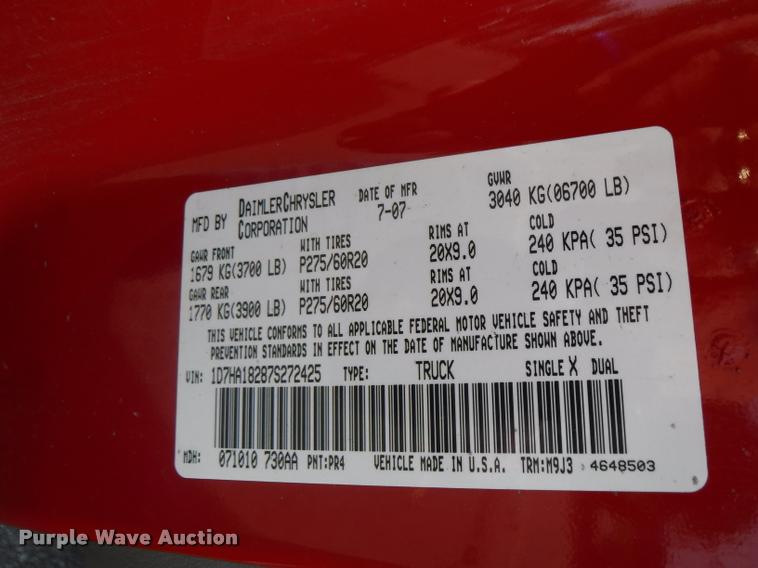 MFD BY DAIMLERCHRYSLER CORPORATION DATE OF MFR 7-07 GVWR 3040 KG(06700 LB)
GAWR FRONT WITH TIRES RIMS AT COLD
1679 KG(3700 LB) P275/60R20 20X9.0 240 KPA( 35 PSI)
GAWR REAR WITH TIRES RIMS AT COLD
1770 KG(3900 LB) P275/60R20 20X9.0 240 KPA( 35 PSI)
THIS VEHICLE CONFORMS TO ALL APPLICABLE FEDERAL MOTOR VEHICLE SAFETY AND THEFT
PREVENTION STANDARDS IN EFFECT ON THE DATE OF MANUFACTURE SHOWN ABOVE.
VIN: 1D7HA18287S272425 TYPE: TRUCK SINGLE X DUAL
MDH: 071010 730AA PNT:PR4 VEHICLE MADE IN U.S.A. TRM:M9J3 4648503
Purple Wave Auction